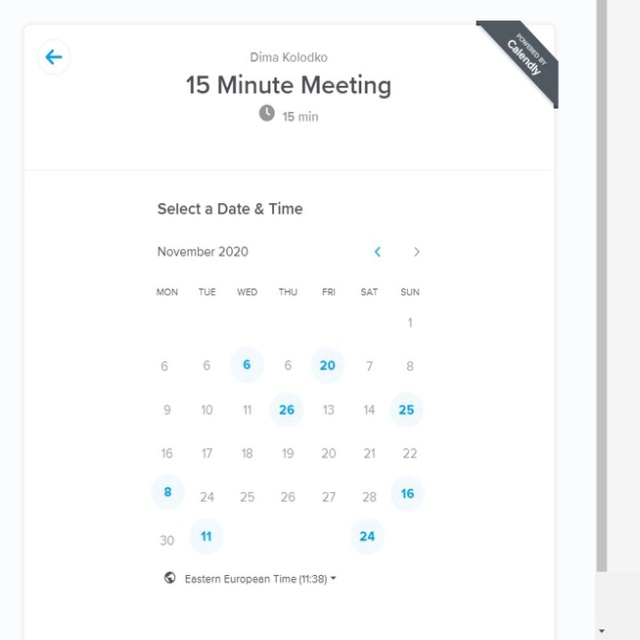 POWERED BY
Calendly
Dima Kolodko
15 Minute Meeting
15 min
Select a Date & Time
November 2020
MON TUE WED THU FRI SAT SUN
1
6 6 6 6 20 7 8
9 10 11 26 13 14 25
16 17 18 19 20 21 22
8 24 25 26 27 28 16
30 11 24
Eastern European Time (11:38)